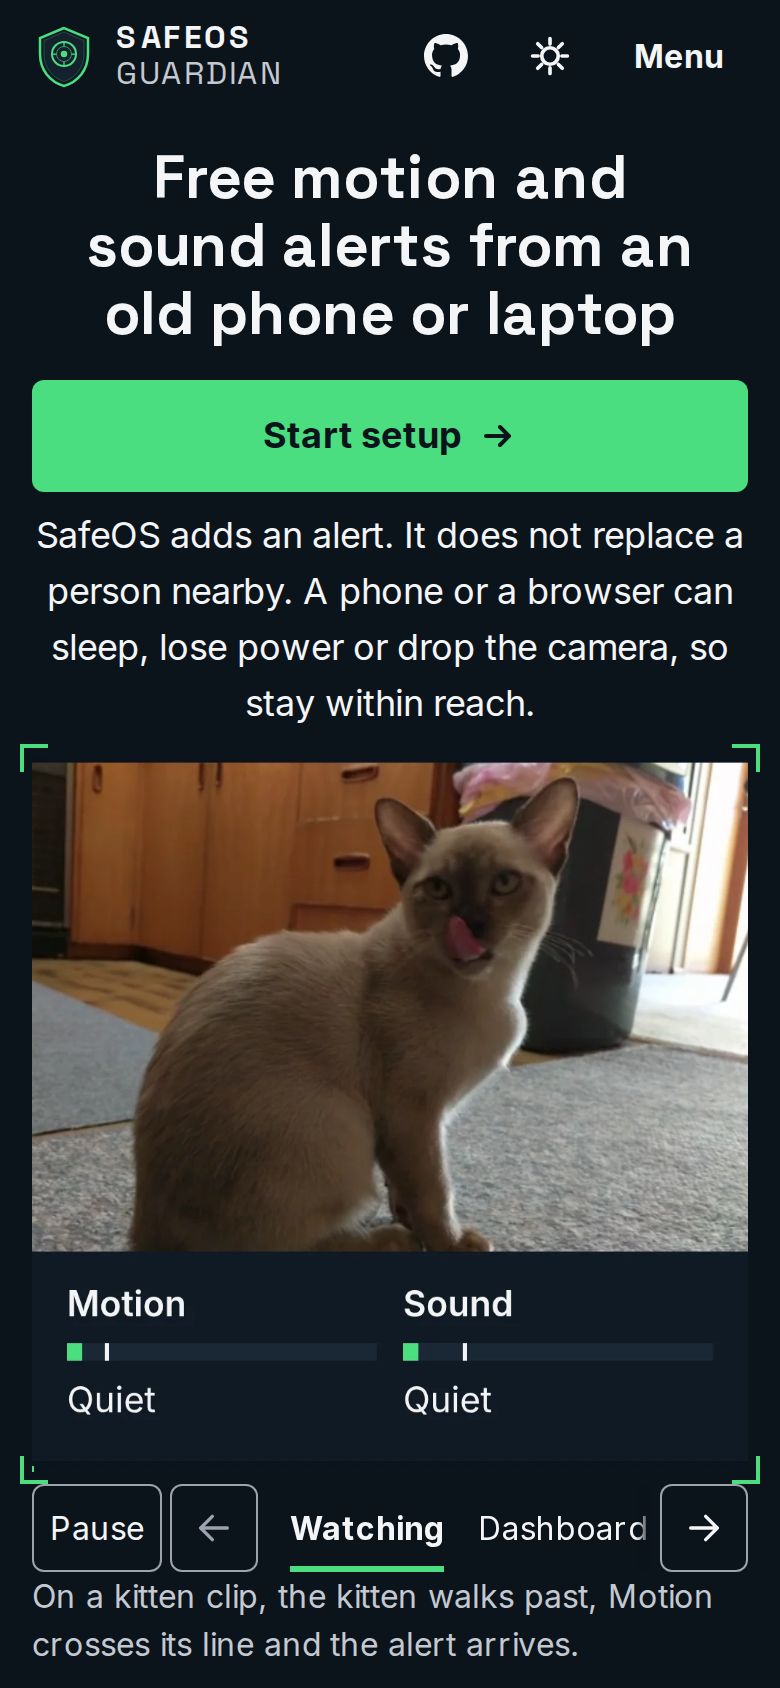 SAFEOS
GUARDIAN
Menu
Free motion and
sound alerts from an
old phone or laptop
Start setup →
SafeOS adds an alert. It does not replace a
person nearby. A phone or a browser can
sleep, lose power or drop the camera, so
stay within reach.
Motion
Sound
Quiet
Quiet
Pause
←
Watching
Dashboard
→
On a kitten clip, the kitten walks past, Motion
crosses its line and the alert arrives.